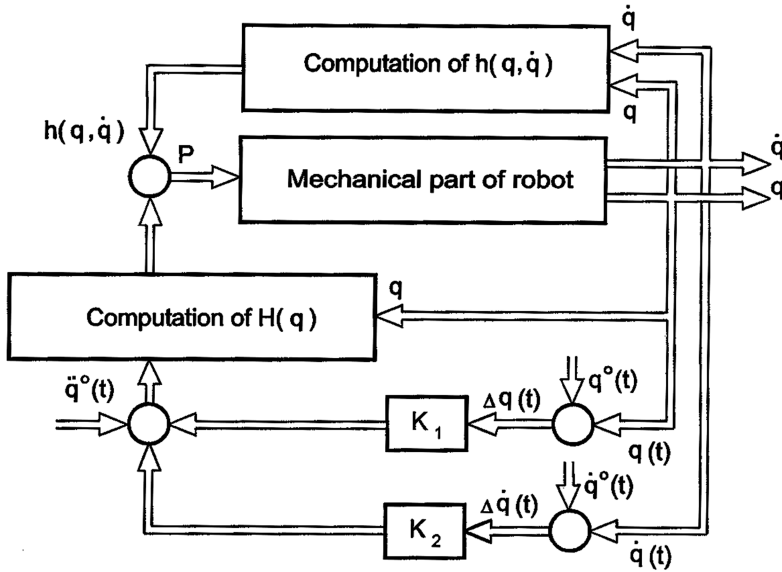 q̇
Computation of h(q,q̇)
q
h(q,q̇)
P
Mechanical part of robot
q̇
q
q
Computation of H(q)
q̈°(t)
q°(t)
Δq(t)
K₁
q(t)
q̇°(t)
Δq̇(t)
K₂
q̇(t)